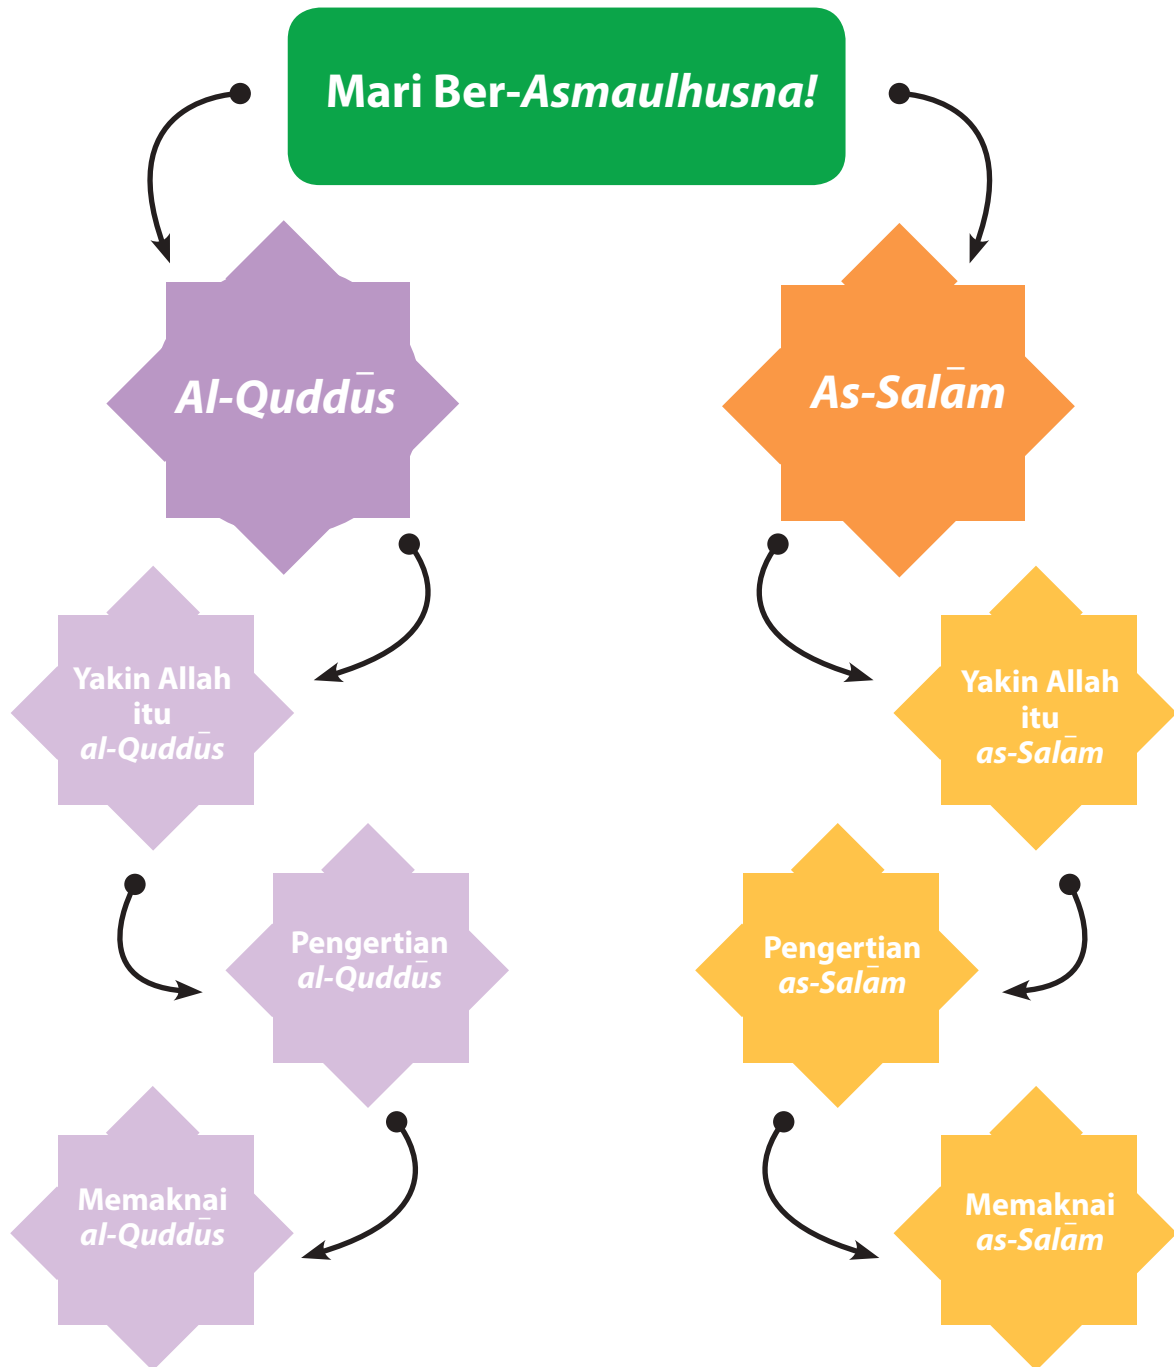 Mari Ber-Asmaulhusna!
Al-Quddūs
As-Salām
Yakin Allah
itu
al-Quddūs
Yakin Allah
itu
as-Salām
Pengertian
al-Quddūs
Pengertian
as-Salām
Memaknai
al-Quddūs
Memaknai
as-Salām